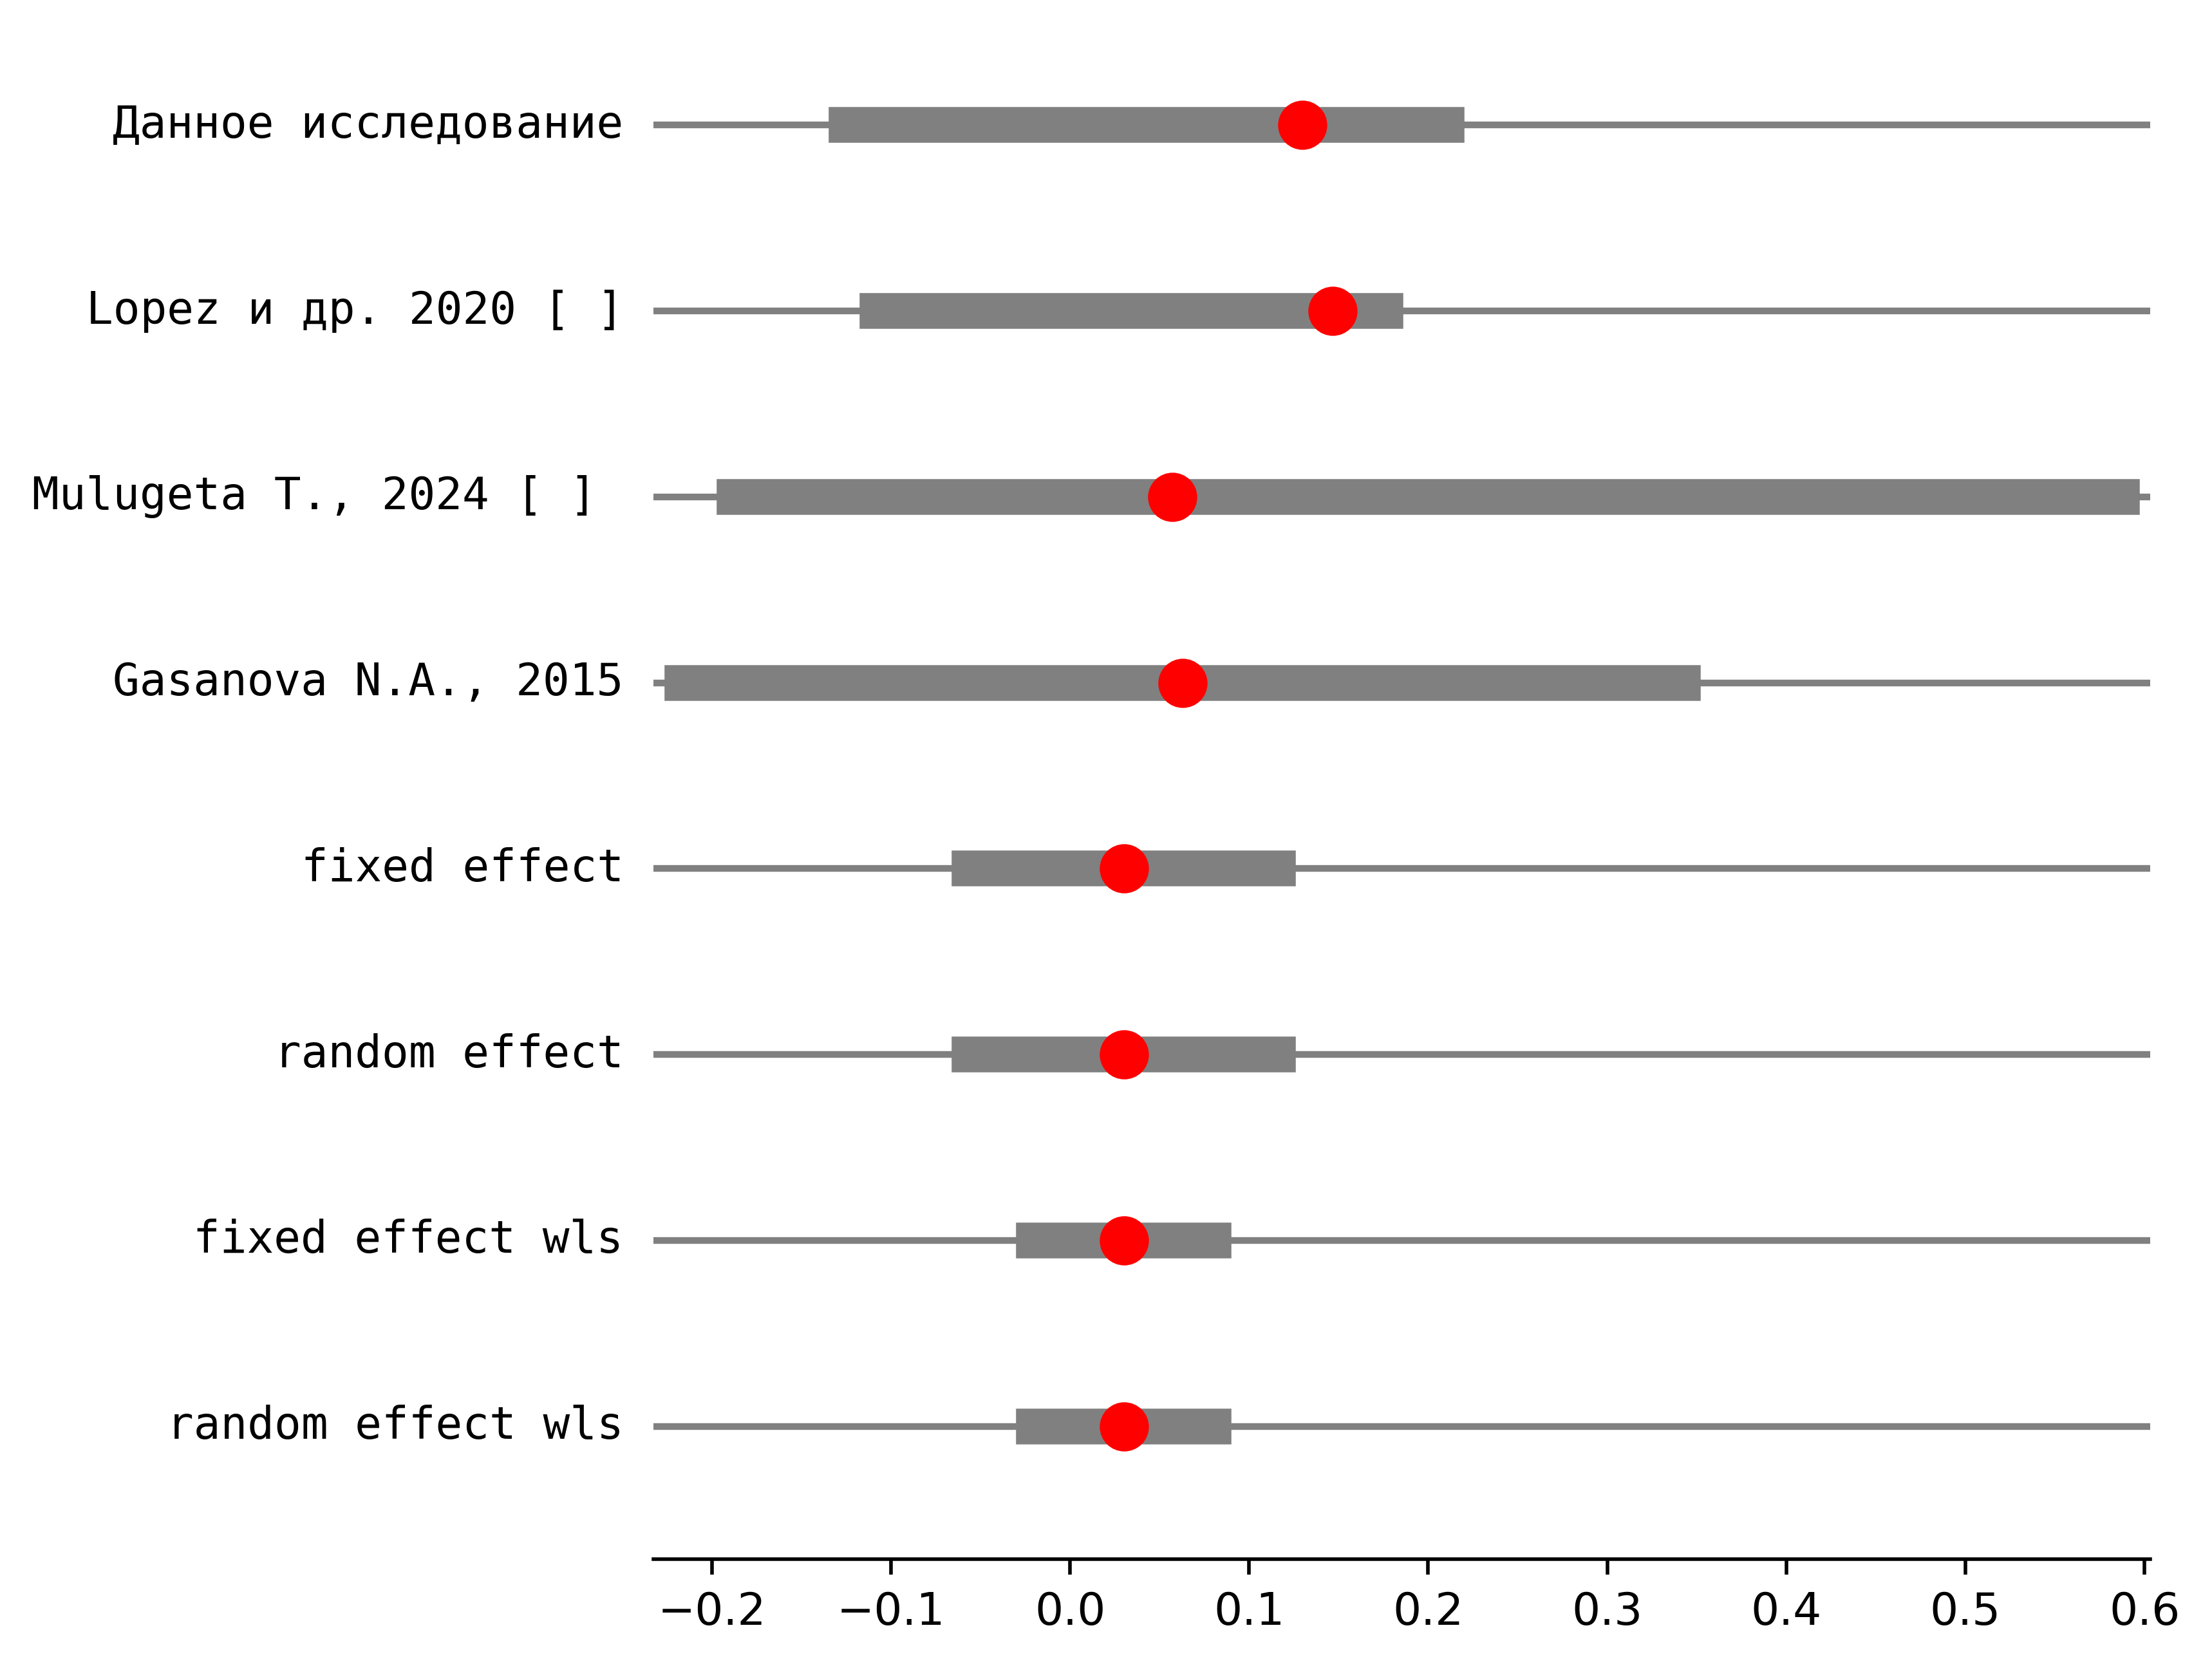 Данное исследование
Lopez и др. 2020 [ ]
Mulugeta T., 2024 [ ]
Gasanova N.A., 2015
fixed effect
random effect
fixed effect wls
random effect wls
−0.2 −0.1 0.0 0.1 0.2 0.3 0.4 0.5 0.6